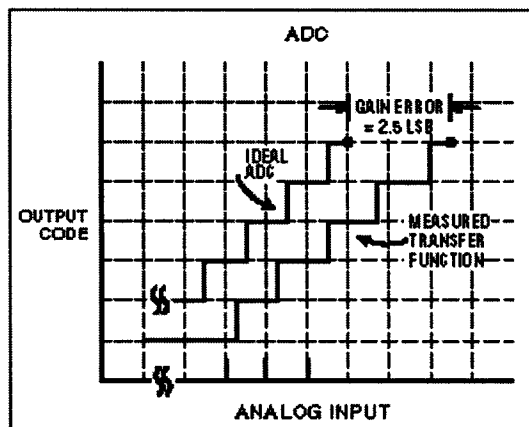 ADC
GAIN ERROR
= 2.5 LSB
IDEAL
ADC
OUTPUT
CODE
MEASURED
TRANSFER
FUNCTION
ANALOG INPUT